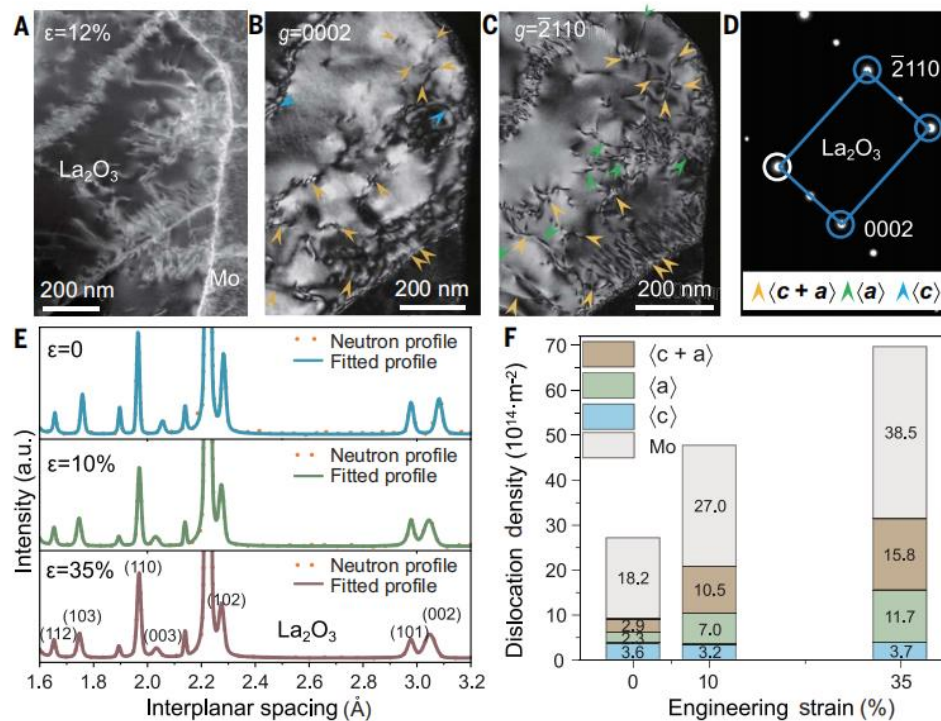 A
ε=12%
La₂O₃
Mo
200 nm
B
g=0002
200 nm
C
g=2̅110
200 nm
D
2̅110
La₂O₃
0002
⟨c + a⟩ ⟨a⟩ ⟨c⟩
E
Intensity (a.u.)
ε=0
Neutron profile
Fitted profile
ε=10%
Neutron profile
Fitted profile
ε=35%
Neutron profile
Fitted profile
(112)
(103)
(110)
(003)
(102)
La₂O₃
(101)
(002)
1.6 1.8 2.0 2.2 2.4 2.6 2.8 3.0 3.2
Interplanar spacing (Å)
F
Dislocation density (10¹⁴·m⁻²)
70
60
50
40
30
20
10
0
⟨c + a⟩
⟨a⟩
⟨c⟩
Mo
18.2
2.9
2.3
3.6
27.0
10.5
7.0
3.2
38.5
15.8
11.7
3.7
0 10 35
Engineering strain (%)